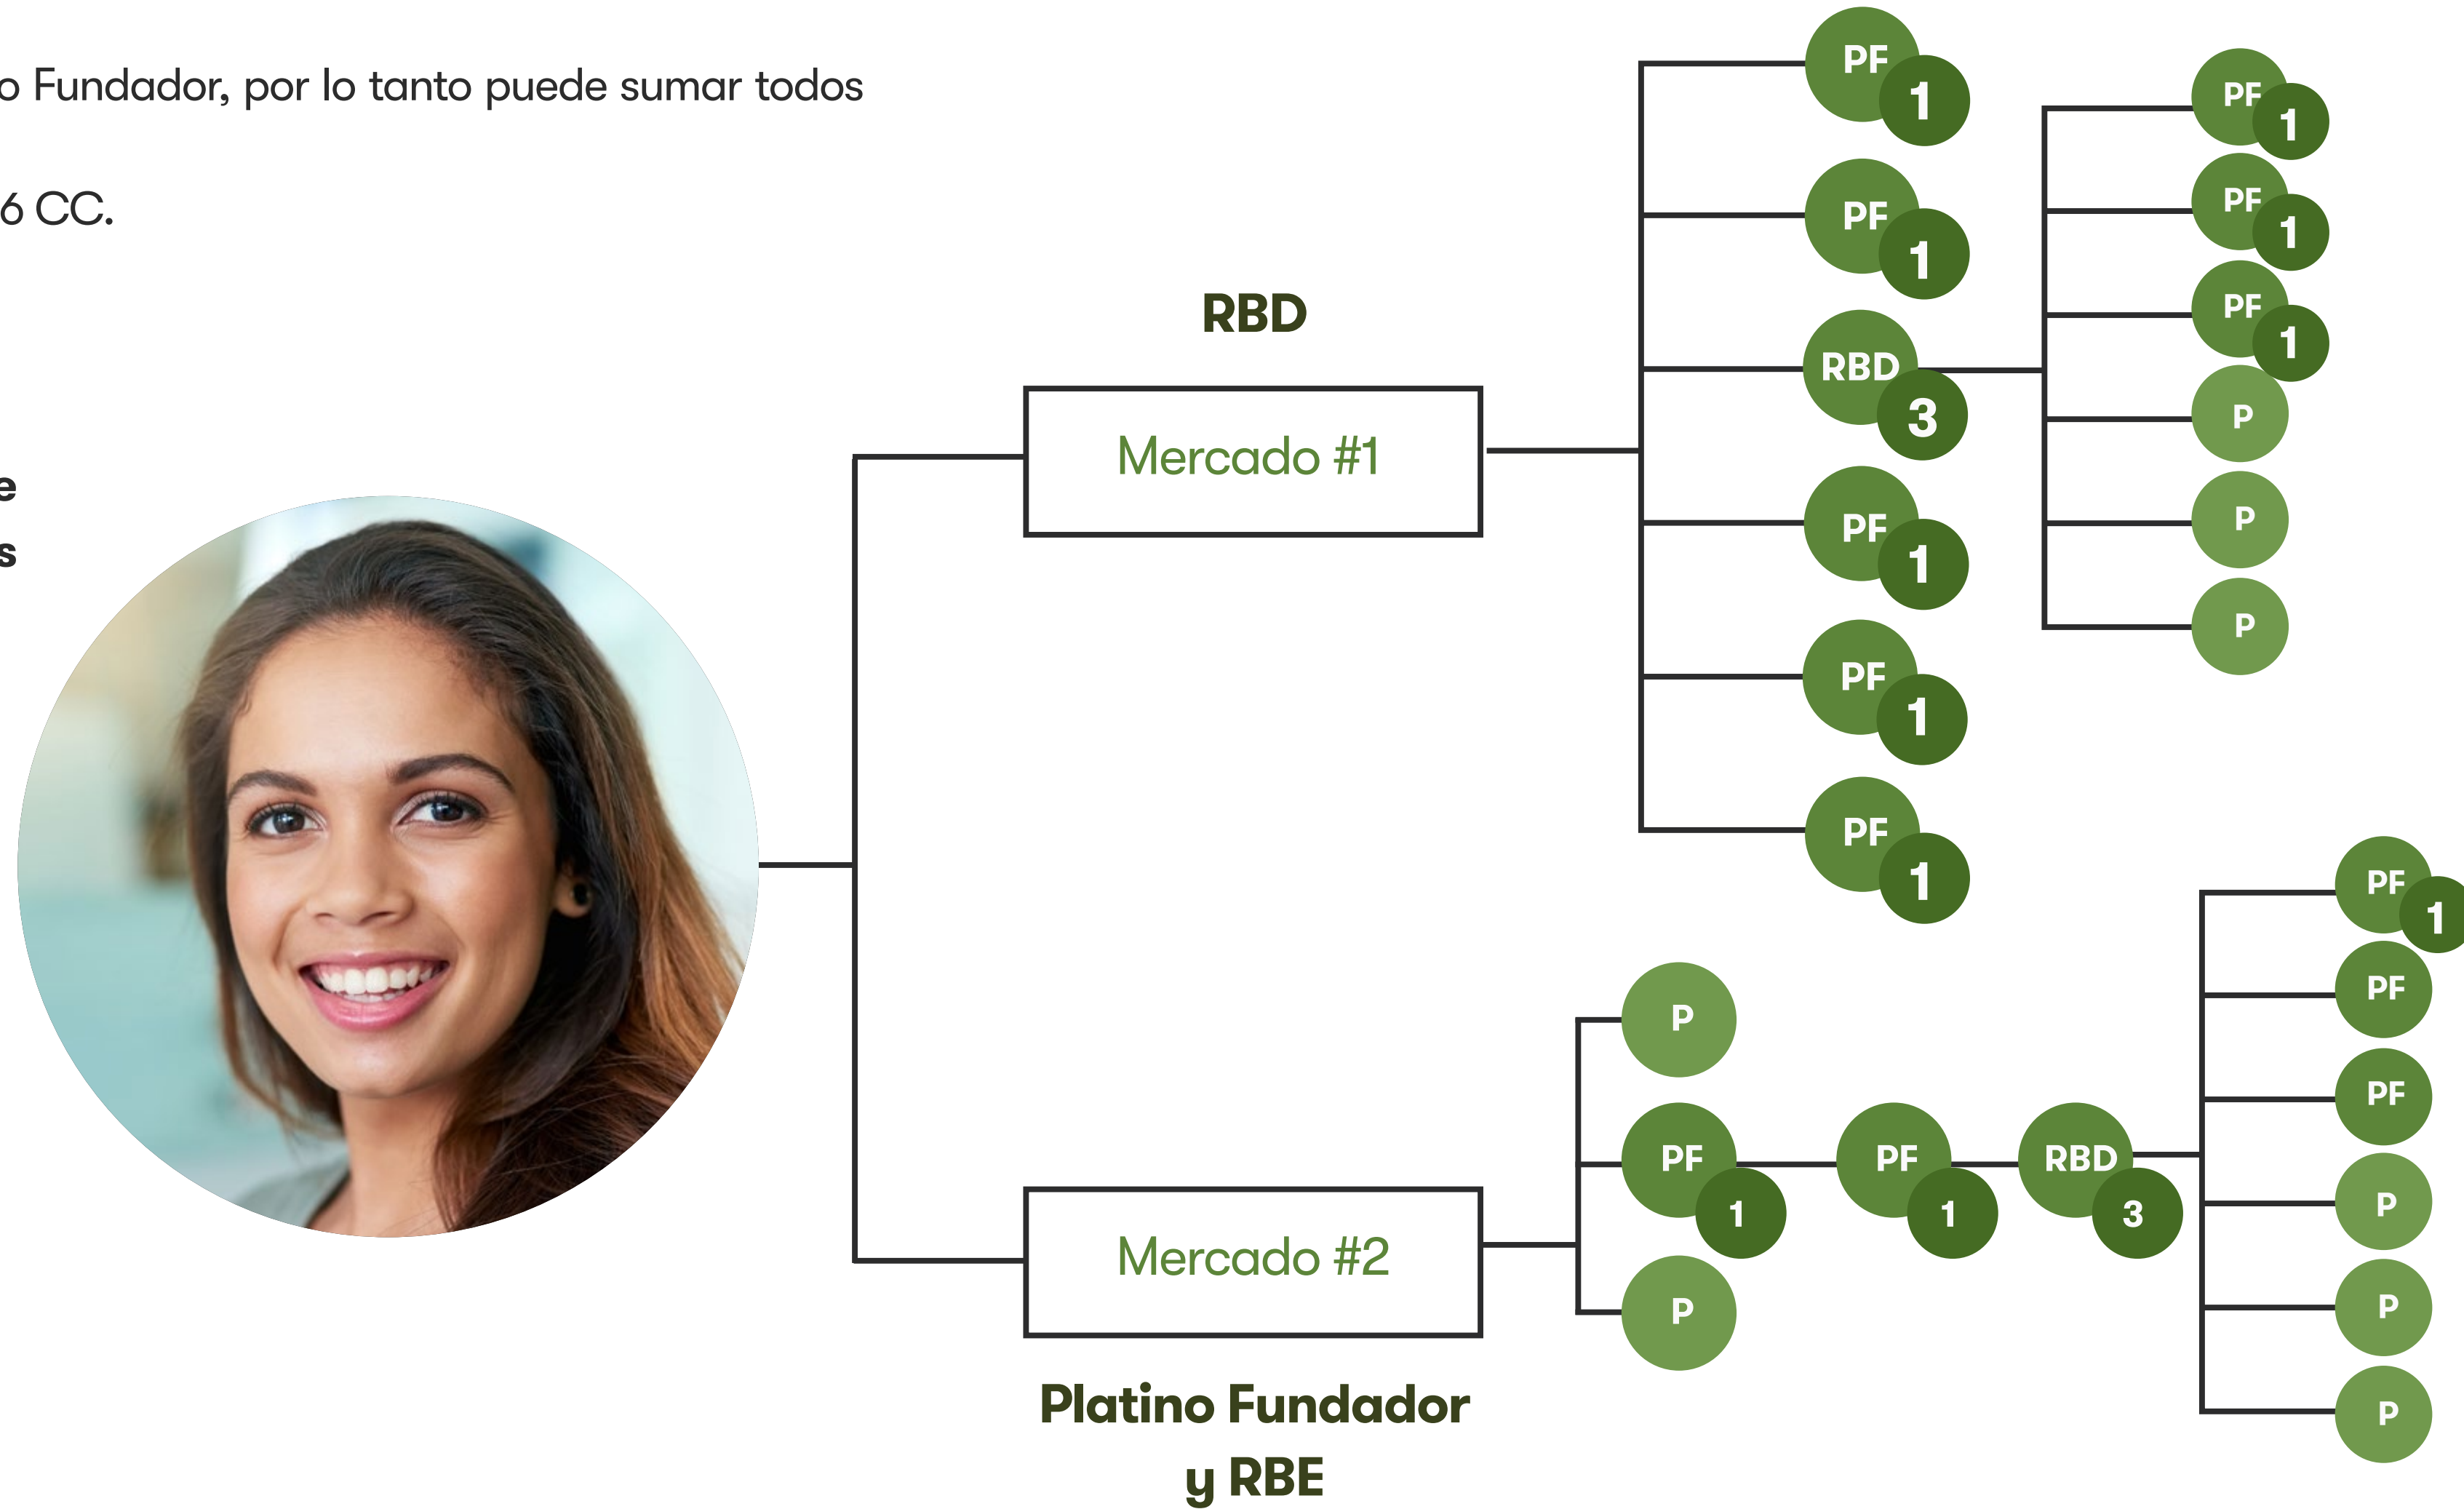 o Fundador, por lo tanto puede sumar todos
6 CC.
e
s
RBD
Mercado #1
PF
1
PF
1
RBD
3
PF
1
PF
1
PF
1
PF
1
PF
1
PF
1
P
P
P
Mercado #2
Platino Fundador
y RBE
P
PF
1
P
PF
1
RBD
3
PF
1
PF
PF
P
P
P